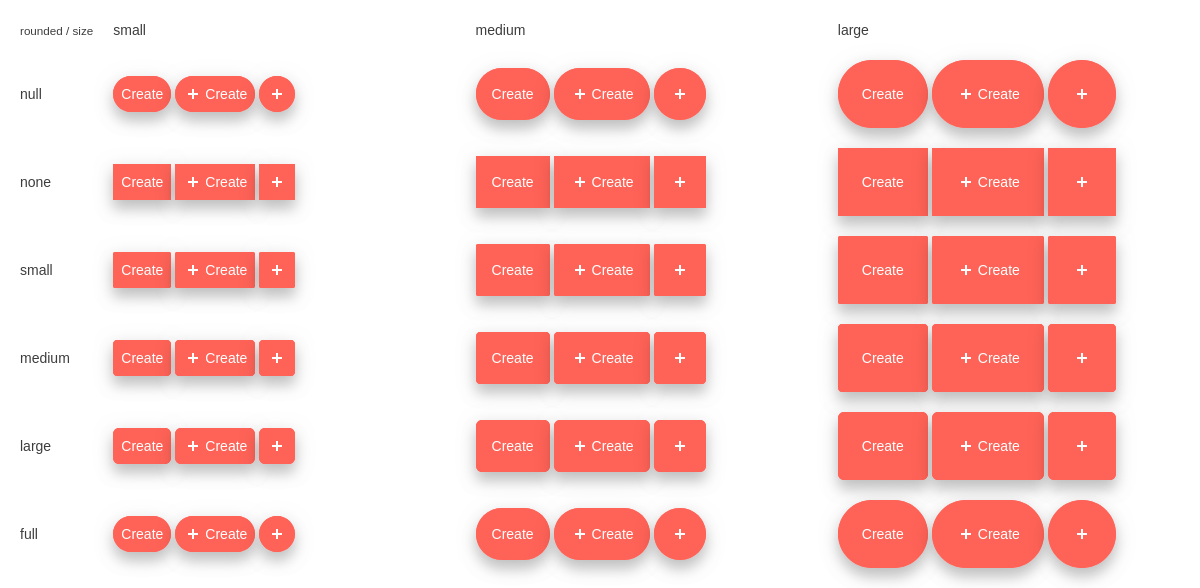 rounded / size small medium large
null Create + Create + Create + Create + Create + Create +
none Create + Create + Create + Create + Create + Create +
small Create + Create + Create + Create + Create + Create +
medium Create + Create + Create + Create + Create + Create +
large Create + Create + Create + Create + Create + Create +
full Create + Create + Create + Create + Create + Create +